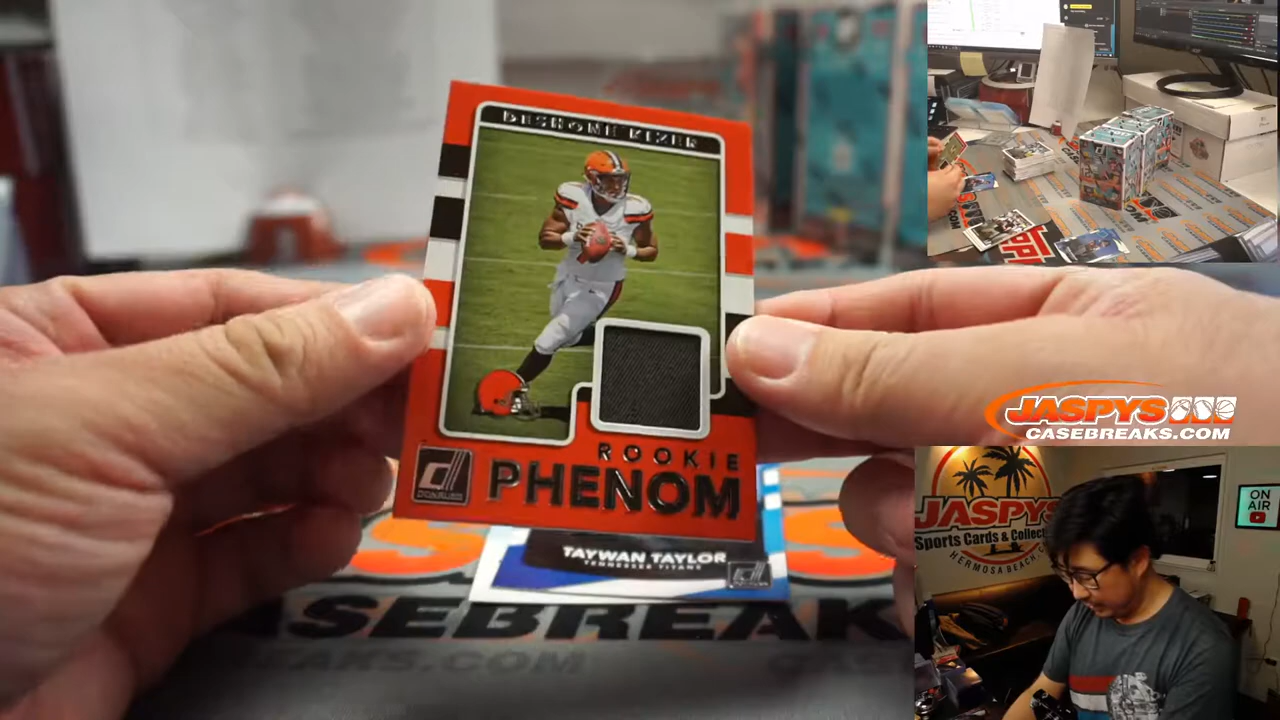 DESHONE KIZER
ROOKIE
PHENOM
DONRUSS
TAYWAN TAYLOR
TENNESSEE TITANS
CASEBREAK
JASPYS
CASEBREAKS.COM
JASPYS
Sports Cards & Collect
HERMOSA BEACH
ON
AIR